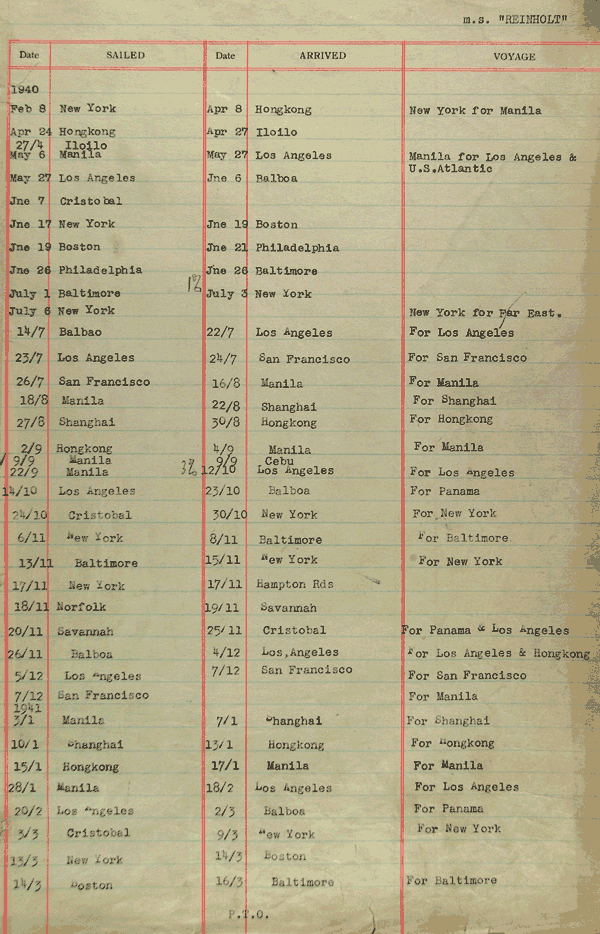 m.s. "REINHOLT"
Date SAILED Date ARRIVED VOYAGE
1940
Feb 8 New York Apr 8 Hongkong New York for Manila
Apr 24 Hongkong Apr 27 Iloilo
27/4 Iloilo
May 6 Manila May 27 Los Angeles Manila for Los Angeles &
U.S.Atlantic
May 27 Los Angeles Jne 6 Balboa
Jne 7 Cristobal
Jne 17 New York Jne 19 Boston
Jne 19 Boston Jne 21 Philadelphia
Jne 26 Philadelphia Jne 26 Baltimore
July 1 Baltimore July 3 New York
July 6 New York New York for Far East.
14/7 Balbao 22/7 Los Angeles For Los Angeles
23/7 Los Angeles 24/7 San Francisco For San Francisco
26/7 San Francisco 16/8 Manila For Manila
18/8 Manila 22/8 Shanghai For Shanghai
27/8 Shanghai 30/8 Hongkong For Hongkong
2/9 Hongkong 4/9 Manila For Manila
9/9 Manila 9/9 Cebu
22/9 Manila 12/10 Los Angeles For Los Angeles
14/10 Los Angeles 23/10 Balboa For Panama
24/10 Cristobal 30/10 New York For New York
6/11 New York 8/11 Baltimore For Baltimore
13/11 Baltimore 15/11 New York For New York
17/11 New York 17/11 Hampton Rds
18/11 Norfolk 19/11 Savannah
20/11 Savannah 25/11 Cristobal For Panama & Los Angeles
26/11 Balboa 4/12 Los Angeles For Los Angeles & Hongkong
5/12 Los Angeles 7/12 San Francisco For San Francisco
7/12 San Francisco For Manila
1941
3/1 Manila 7/1 Shanghai For Shanghai
10/1 Shanghai 13/1 Hongkong For Hongkong
15/1 Hongkong 17/1 Manila For Manila
28/1 Manila 18/2 Los Angeles For Los Angeles
20/2 Los Angeles 2/3 Balboa For Panama
3/3 Cristobal 9/3 New York For New York
13/3 New York 14/3 Boston
14/3 Boston 16/3 Baltimore For Baltimore
P.T.O.